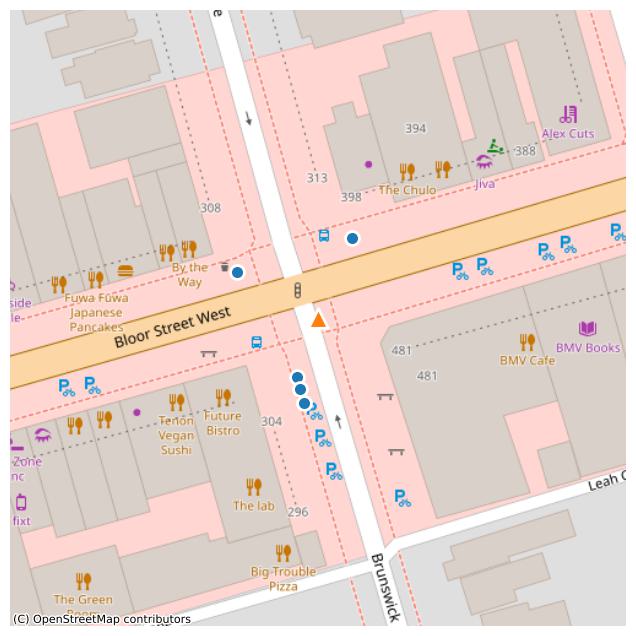 e
394
Alex Cuts
388
Jiva
The Chulo
313
398
308
By the
Way
Fuwa Fuwa
Japanese
Pancakes
side
le
Bloor Street West
481
481
BMV Cafe
BMV Books
304
Future
Bistro
Tenon
Vegan
Sushi
Zone
nc
The lab
fixt
296
Leah C
Big Trouble
Pizza
Brunswick
The Green
(C) OpenStreetMap contributors